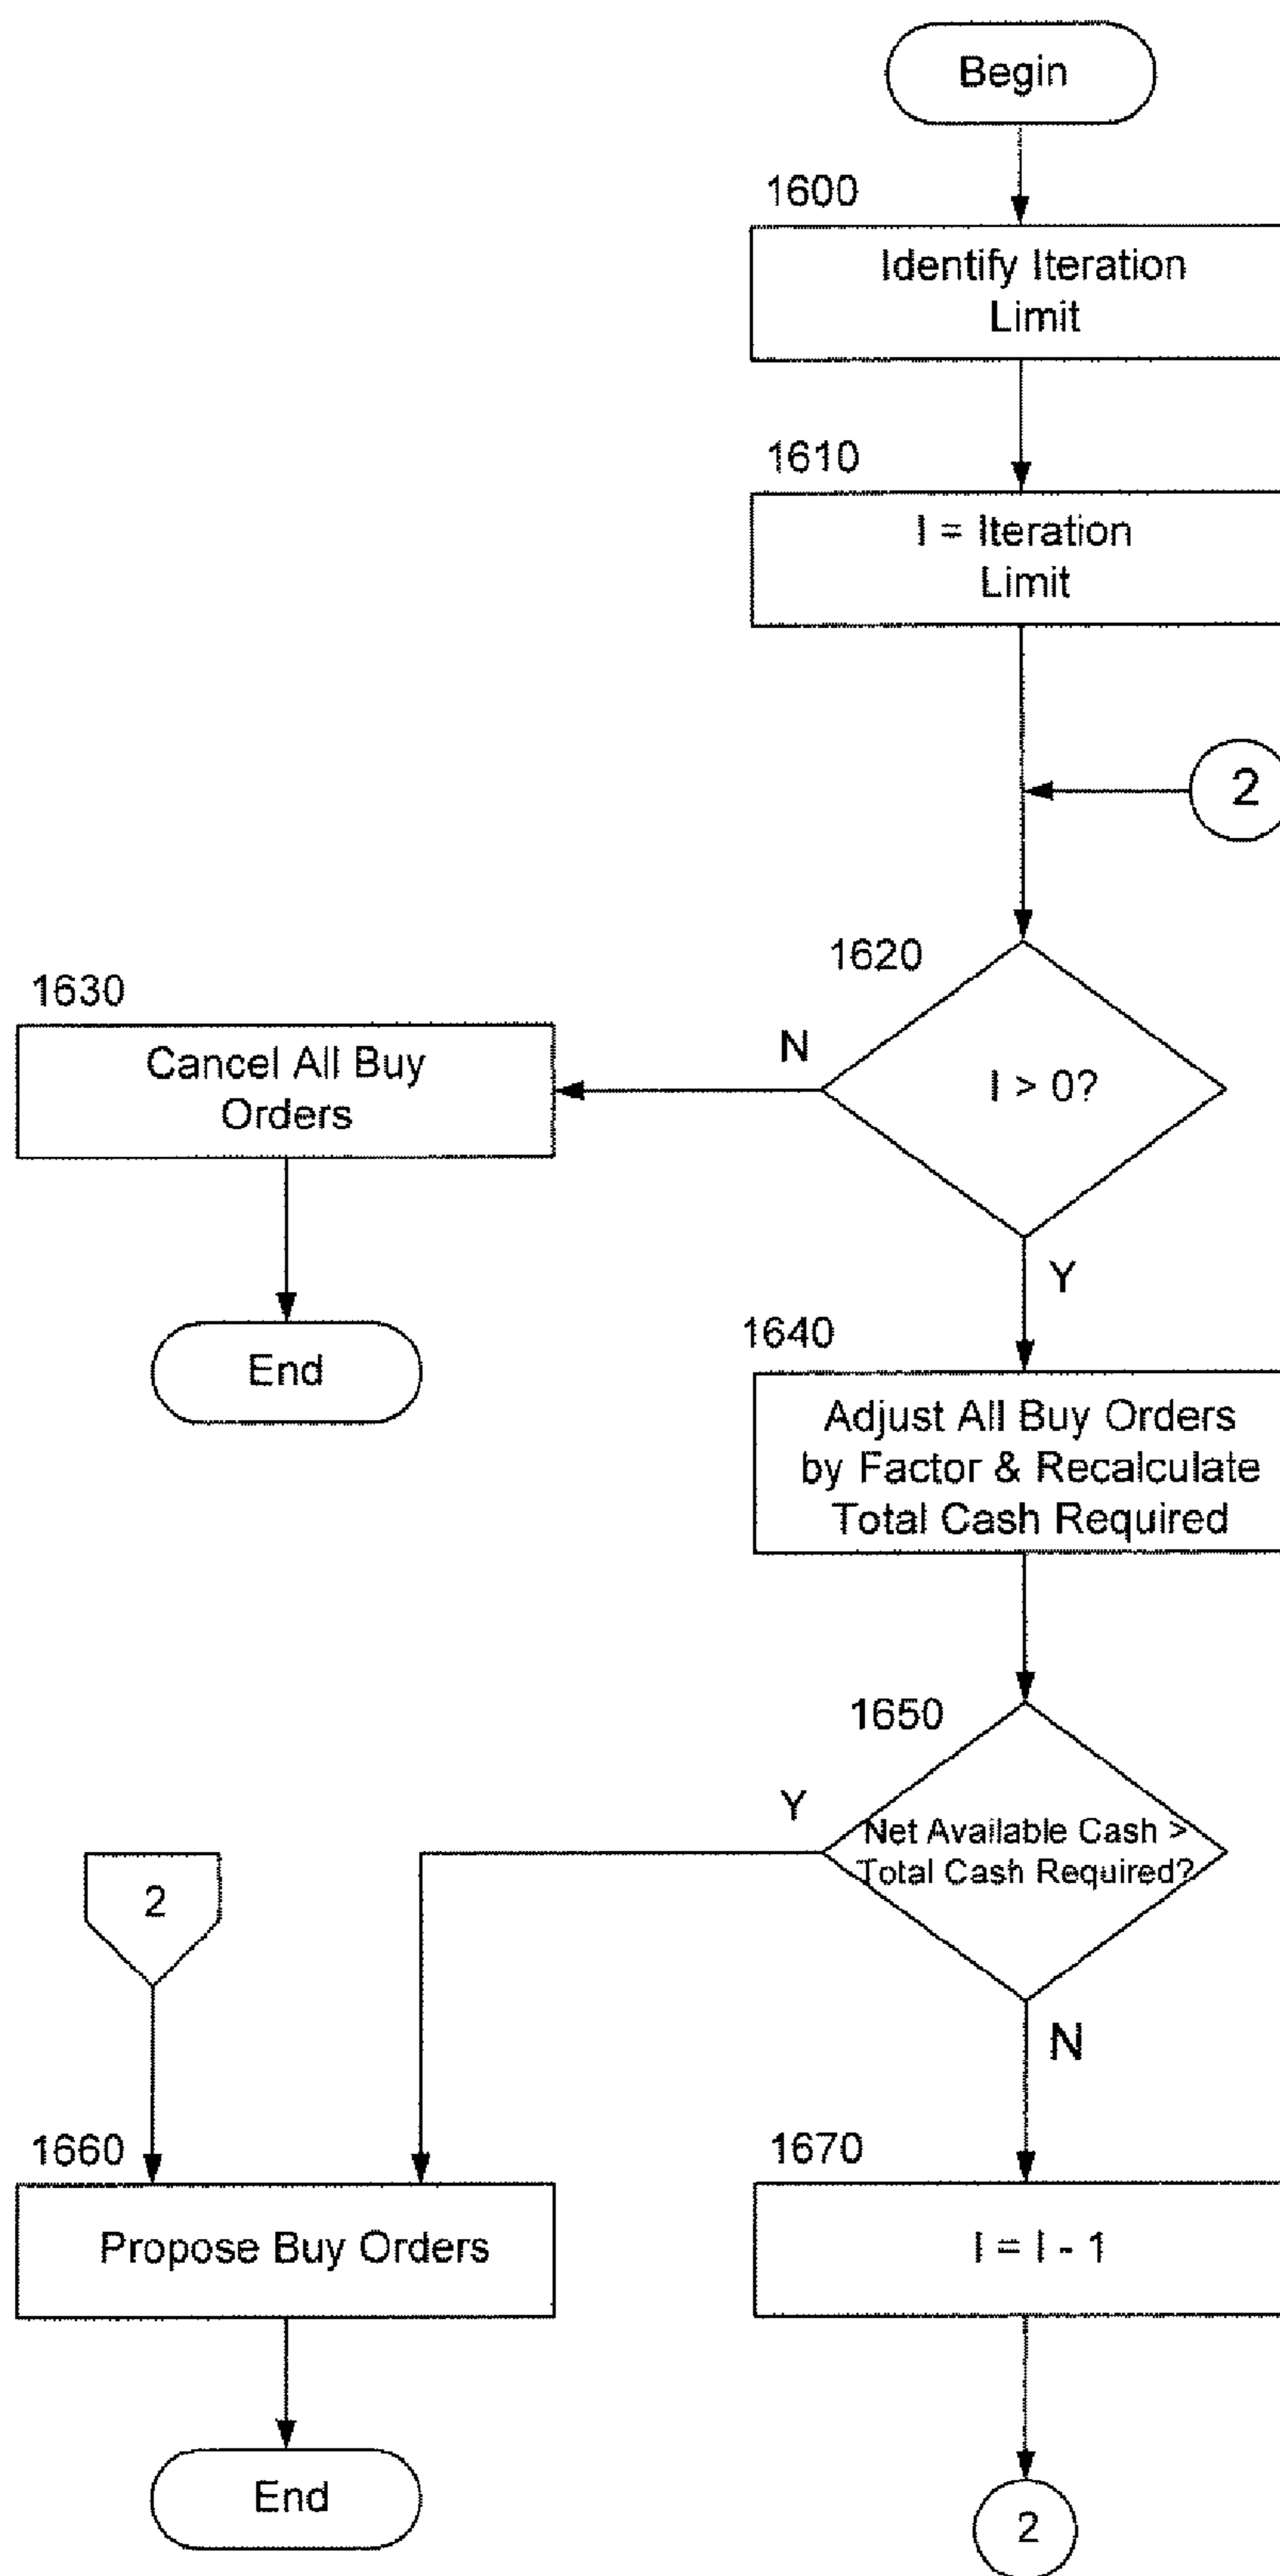 Begin
1600
Identify Iteration
Limit
1610
I = Iteration
Limit
2
1620
I > 0?
N
Y
1630
Cancel All Buy
Orders
End
1640
Adjust All Buy Orders
by Factor & Recalculate
Total Cash Required
1650
Net Available Cash >
Total Cash Required?
Y
N
2
1660
Propose Buy Orders
End
1670
I = I - 1
2